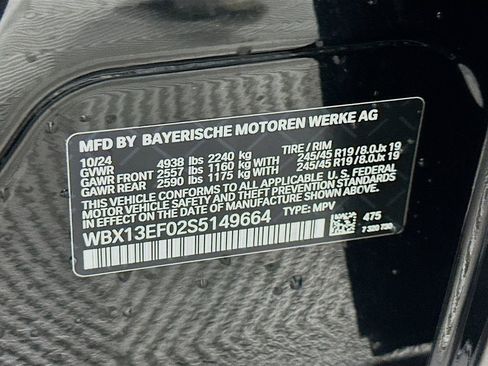 MFD BY BAYERISCHE MOTOREN WERKE AG
10/24 TIRE / RIM
GVWR 4938 lbs 2240 kg
GAWR FRONT 2557 lbs 1160 kg WITH 245/45 R19 / 8.0Jx 19
GAWR REAR 2590 lbs 1175 kg WITH 245/45 R19 / 8.0Jx 19
THIS VEHICLE CONFORMS TO ALL APPLICABLE U. S. FEDERAL
MOTOR VEHICLE SAFETY, BUMPER, AND THEFT PREVENTION STANDARDS
IN EFFECT ON THE DATE OF MANUFACTURE SHOWN ABOVE.
WBX13EF02S5149664 TYPE: MPV
475